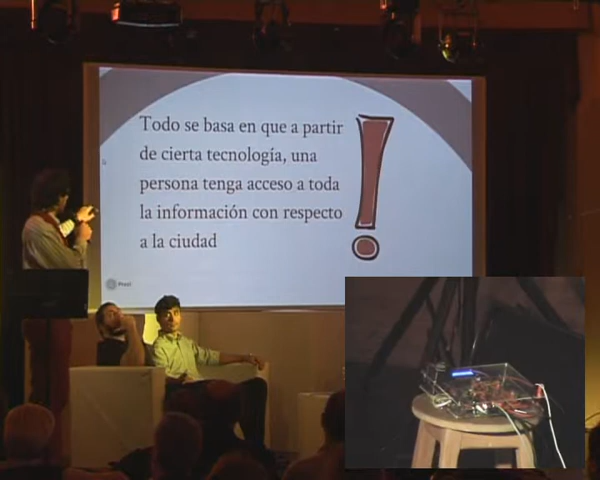 Todo se basa en que a partir
de cierta tecnología, una
persona tenga acceso a toda
la información con respecto
a la ciudad
!
Prezi